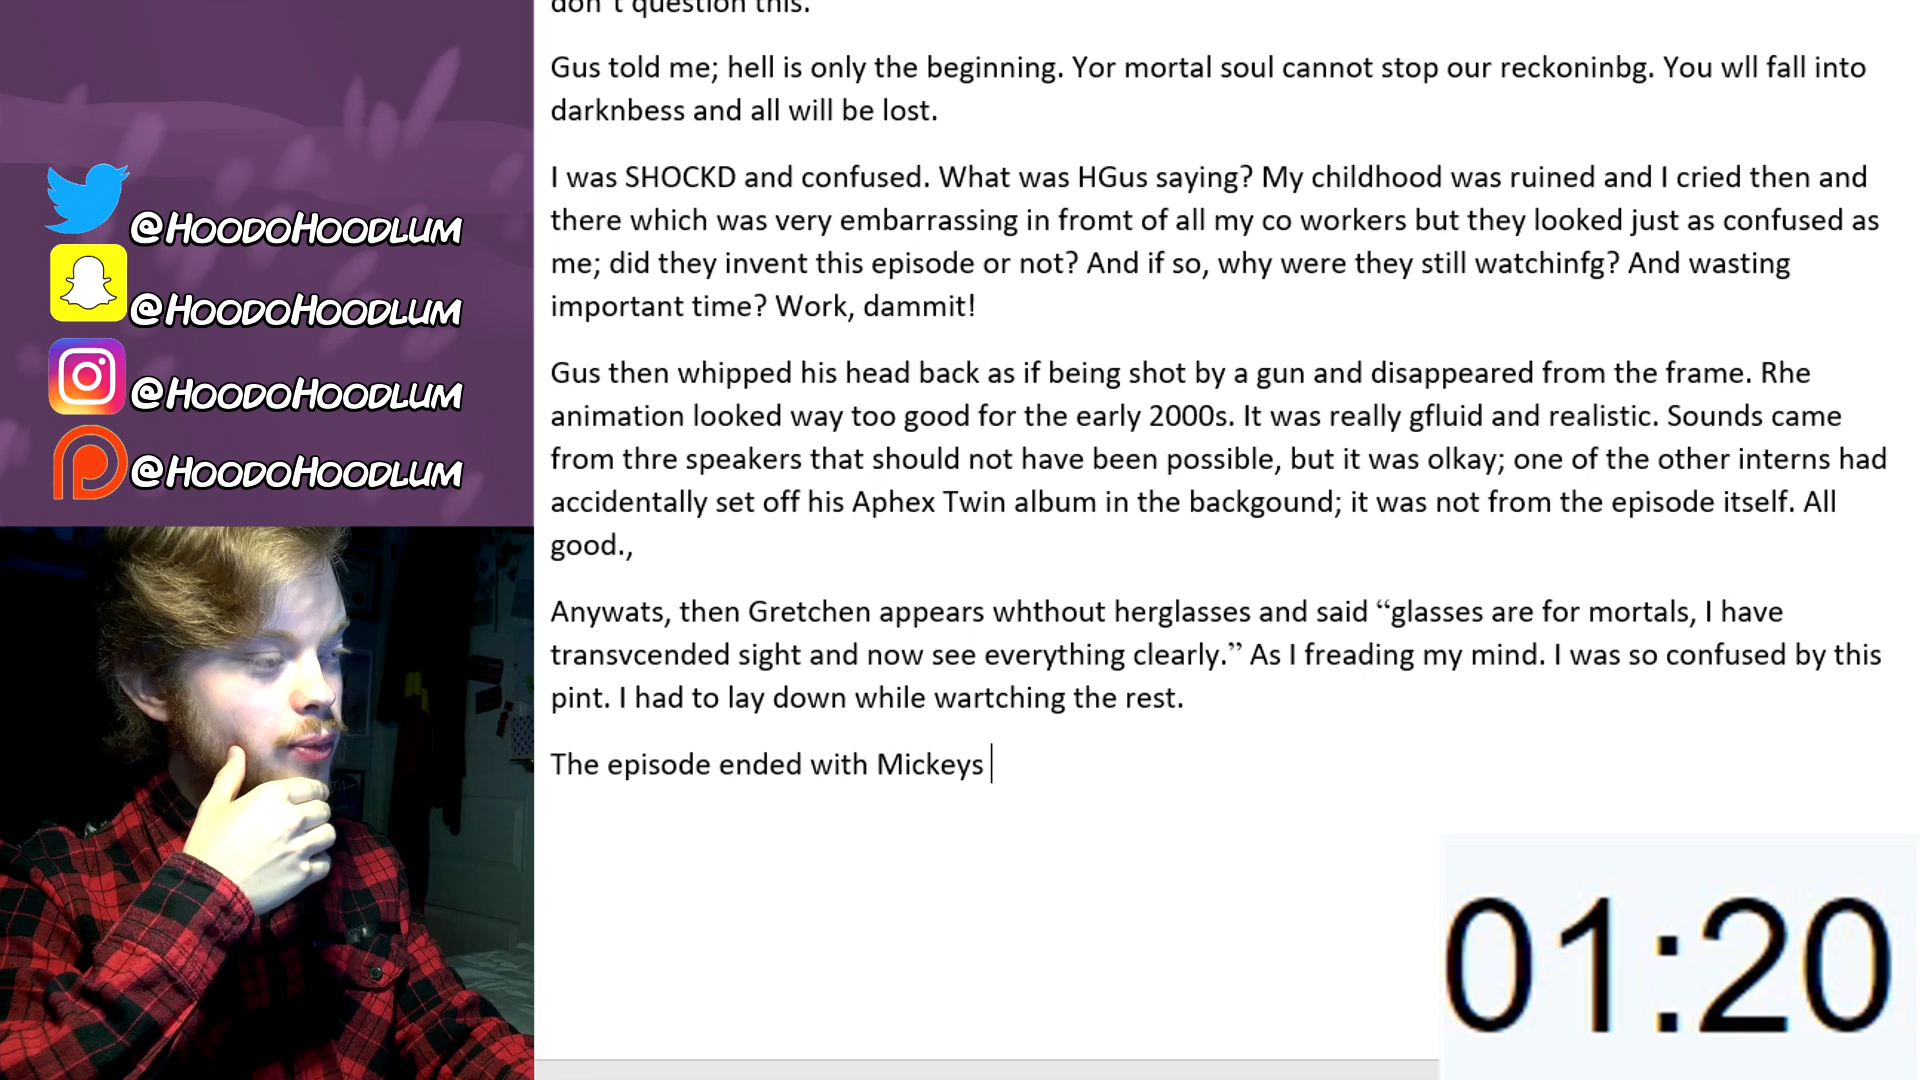 don't question this.
Gus told me; hell is only the beginning. Yor mortal soul cannot stop our reckoninbg. You wll fall into
darknbess and all will be lost.
I was SHOCKD and confused. What was HGus saying? My childhood was ruined and I cried then and
there which was very embarrassing in fromt of all my co workers but they looked just as confused as
me; did they invent this episode or not? And if so, why were they still watchinfg? And wasting
important time? Work, dammit!
Gus then whipped his head back as if being shot by a gun and disappeared from the frame. Rhe
animation looked way too good for the early 2000s. It was really gfluid and realistic. Sounds came
from thre speakers that should not have been possible, but it was olkay; one of the other interns had
accidentally set off his Aphex Twin album in the backgound; it was not from the episode itself. All
good.,
Anywats, then Gretchen appears whthout herglasses and said “glasses are for mortals, I have
transvcended sight and now see everything clearly.” As I freading my mind. I was so confused by this
pint. I had to lay down while wartching the rest.
The episode ended with Mickeys
@HoodoHoodlum
@HoodoHoodlum
@HoodoHoodlum
@HoodoHoodlum
01:20